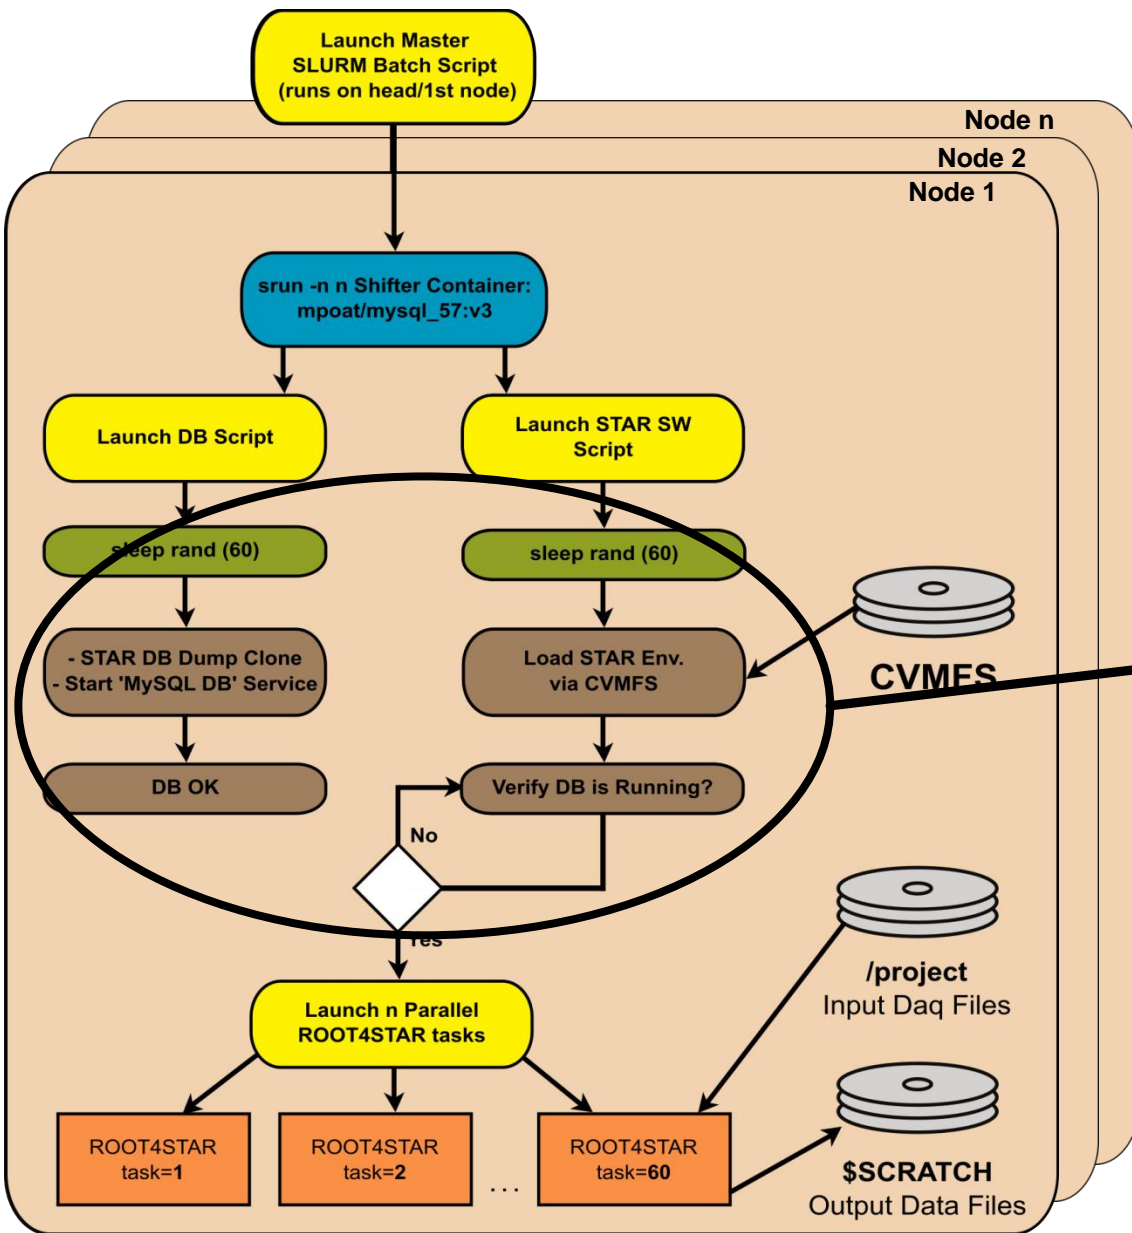 Launch Master
SLURM Batch Script
(runs on head/1st node)
Node n
Node 2
Node 1
srun -n n Shifter Container:
mpoat/mysql_57:v3
Launch DB Script
Launch STAR SW
Script
sleep rand (60)
sleep rand (60)
- STAR DB Dump Clone
- Start 'MySQL DB' Service
Load STAR Env.
via CVMFS
CVMFS
DB OK
Verify DB is Running?
No
Yes
Launch n Parallel
ROOT4STAR tasks
/project
Input Daq Files
ROOT4STAR
task=1
ROOT4STAR
task=2
...
ROOT4STAR
task=60
$SCRATCH
Output Data Files